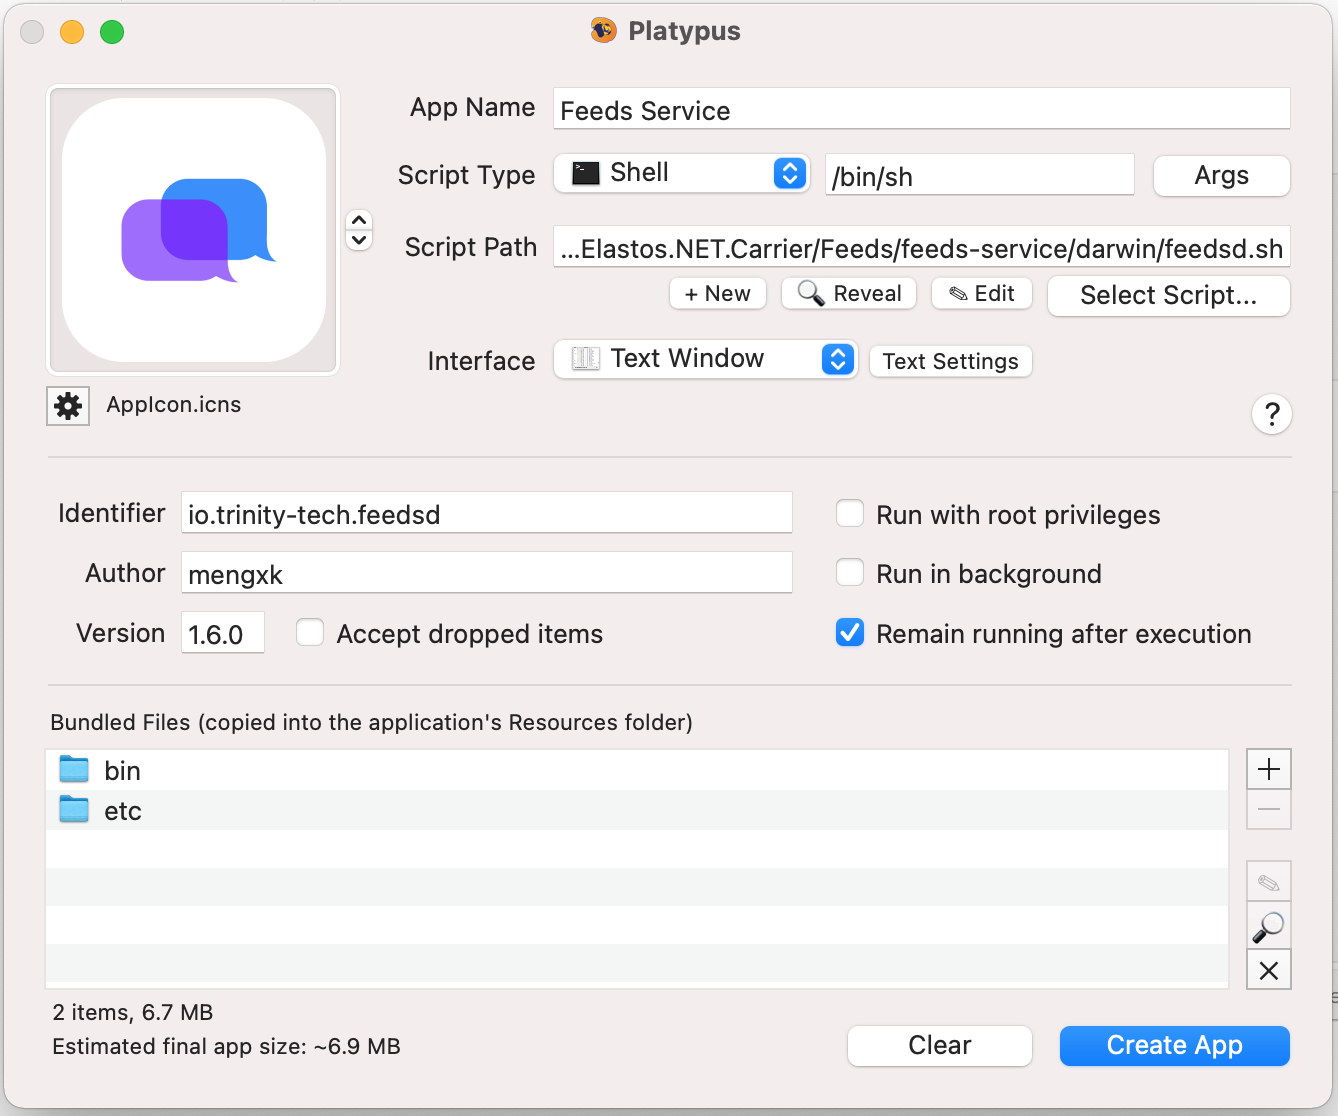 Platypus
App Name Feeds Service
Script Type Shell /bin/sh Args
Script Path ...Elastos.NET.Carrier/Feeds/feeds-service/darwin/feedsd.sh
+ New Reveal Edit Select Script...
Interface Text Window Text Settings
AppIcon.icns
?
Identifier io.trinity-tech.feedsd
Run with root privileges
Author mengxk
Run in background
Version 1.6.0 Accept dropped items
Remain running after execution
Bundled Files (copied into the application's Resources folder)
bin
etc
2 items, 6.7 MB
Estimated final app size: ~6.9 MB
Clear Create App